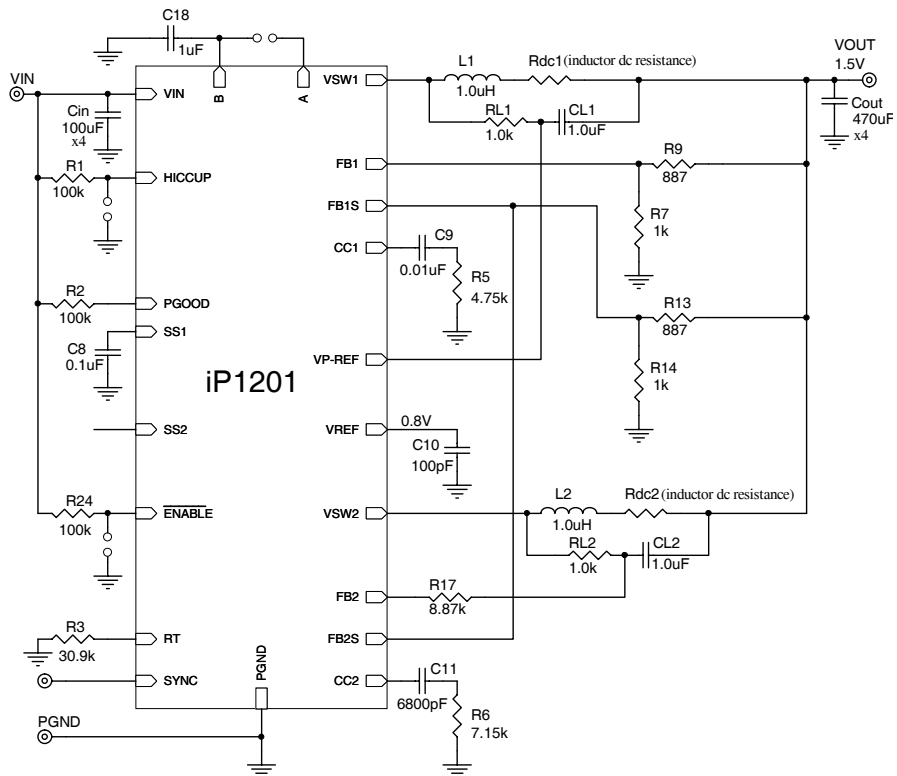 C18
1uF
VIN
B
A
VIN
Cin
100uF
x4
R1
100k
HICCUP
R2
100k
PGOOD
SS1
C8
0.1uF
iP1201
SS2
R24
100k
ENABLE
R3
30.9k
RT
SYNC
PGND
PGND
VSW1
L1
1.0uH
Rdc1 (inductor dc resistance)
RL1
1.0k
CL1
1.0uF
VOUT
1.5V
Cout
470uF
x4
FB1
R9
887
R7
1k
FB1S
CC1
C9
0.01uF
R5
4.75k
R13
887
R14
1k
VP-REF
VREF
0.8V
C10
100pF
VSW2
L2
1.0uH
Rdc2 (inductor dc resistance)
RL2
1.0k
CL2
1.0uF
FB2
R17
8.87k
FB2S
CC2
C11
6800pF
R6
7.15k